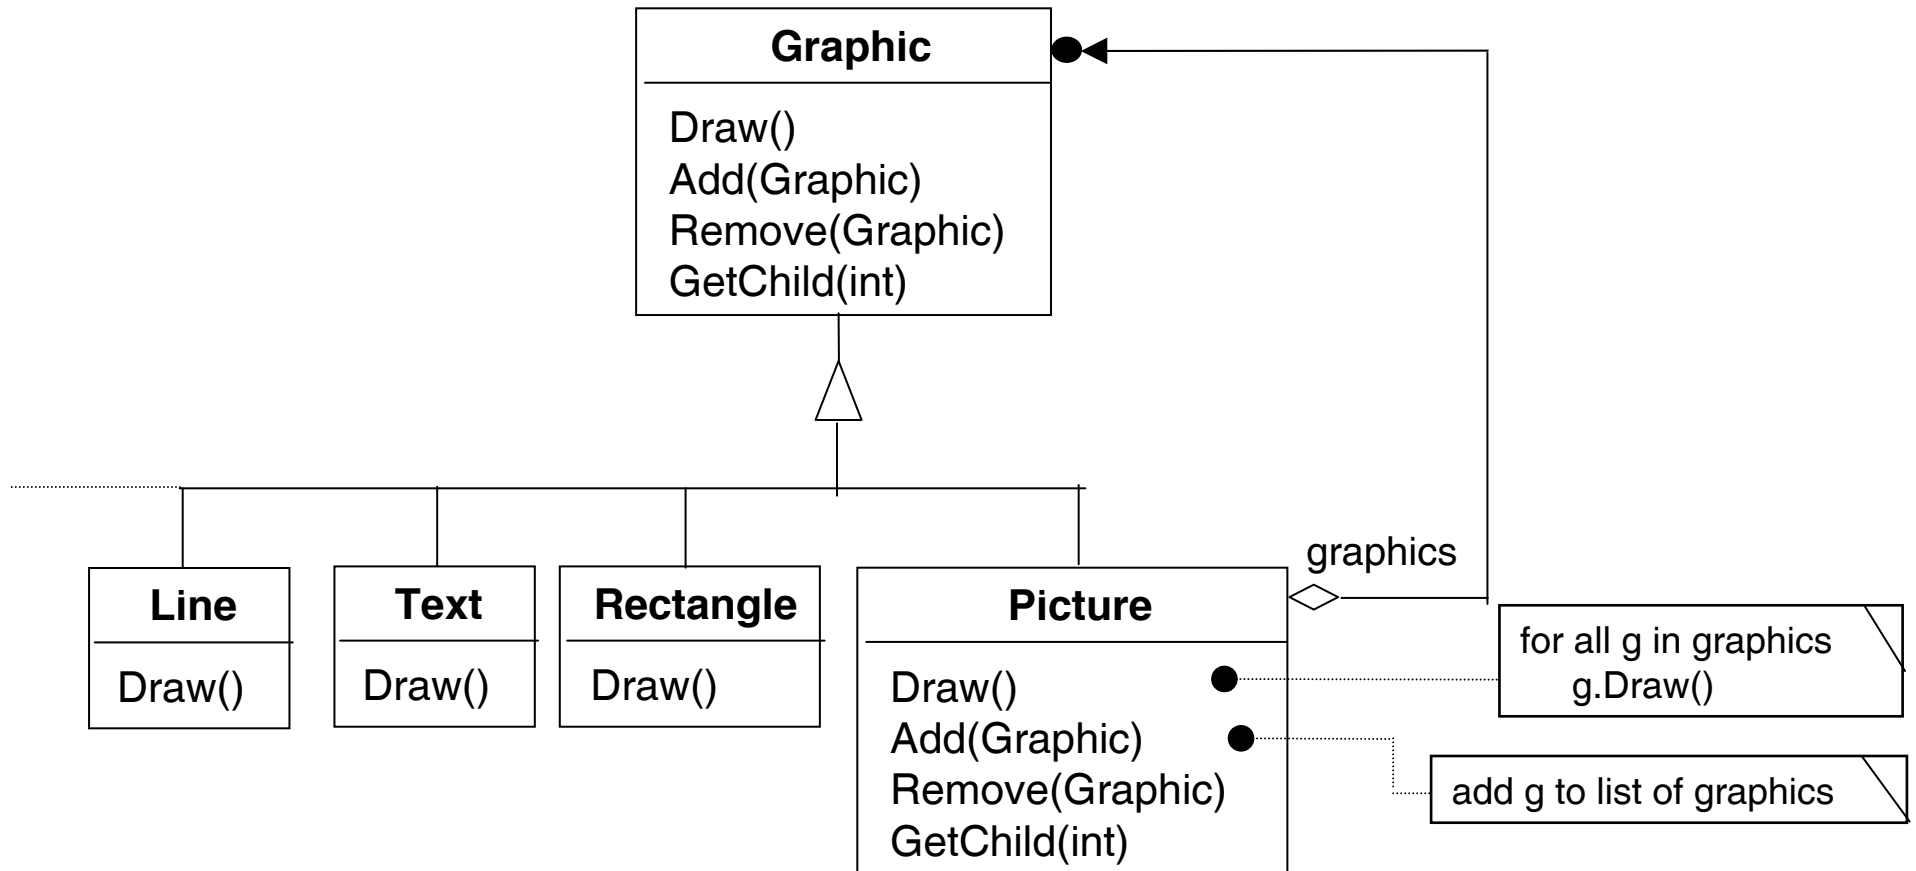 Graphic
Draw()
Add(Graphic)
Remove(Graphic)
GetChild(int)
graphics
Line
Draw()
Text
Draw()
Rectangle
Draw()
Picture
Draw()
Add(Graphic)
Remove(Graphic)
GetChild(int)
for all g in graphics
g.Draw()
add g to list of graphics